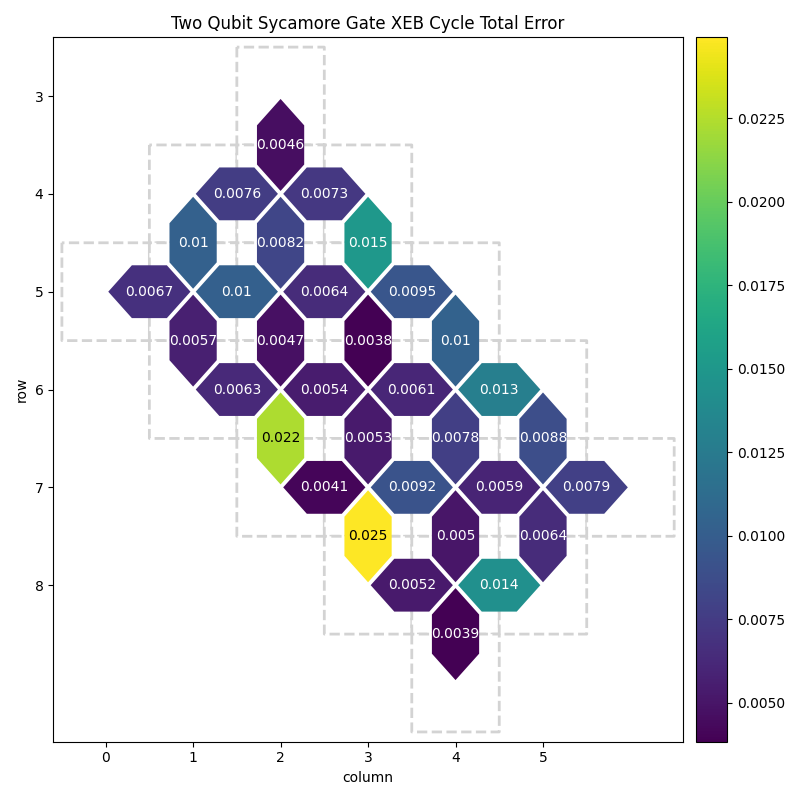 Two Qubit Sycamore Gate XEB Cycle Total Error
0.0225
0.0200
0.0175
0.0150
0.0125
0.0100
0.0075
0.0050
3
0.0046
4
0.0076 0.0073
0.01 0.0082 0.015
5
0.0067 0.01 0.0064 0.0095
0.0057 0.0047 0.0038 0.01
row
6
0.0063 0.0054 0.0061 0.013
0.022 0.0053 0.0078 0.0088
7
0.0041 0.0092 0.0059 0.0079
0.025 0.005 0.0064
8
0.0052 0.014
0.0039
0 1 2 3 4 5
column